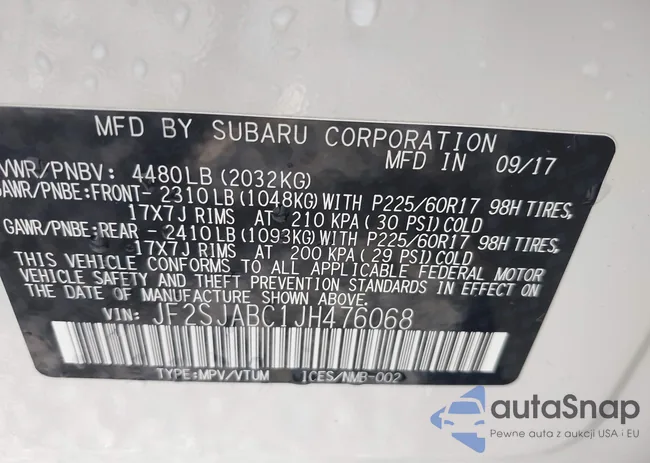 MFD BY SUBARU CORPORATION
MFD IN 09/17
VWR/PNBV: 4480LB (2032KG)
GAWR/PNBE:FRONT- 2310LB(1048KG)WITH P225/60R17 98H TIRES,
17X7J RIMS AT 210 KPA(30 PSI)COLD
GAWR/PNBE:REAR - 2410LB(1093KG)WITH P225/60R17 98H TIRES,
17X7J RIMS AT 200 KPA(29 PSI)COLD
THIS VEHICLE CONFORMS TO ALL APPLICABLE FEDERAL MOTOR
VEHICLE SAFETY AND THEFT PREVENTION STANDARDS IN EFFECT ON
THE DATE OF MANUFACTURE SHOWN ABOVE.
VIN: JF2SJABC1JH476068
TYPE:MPV/VTUM ICES/NMB-002
autaSnap
Pewne auta z aukcji USA i EU